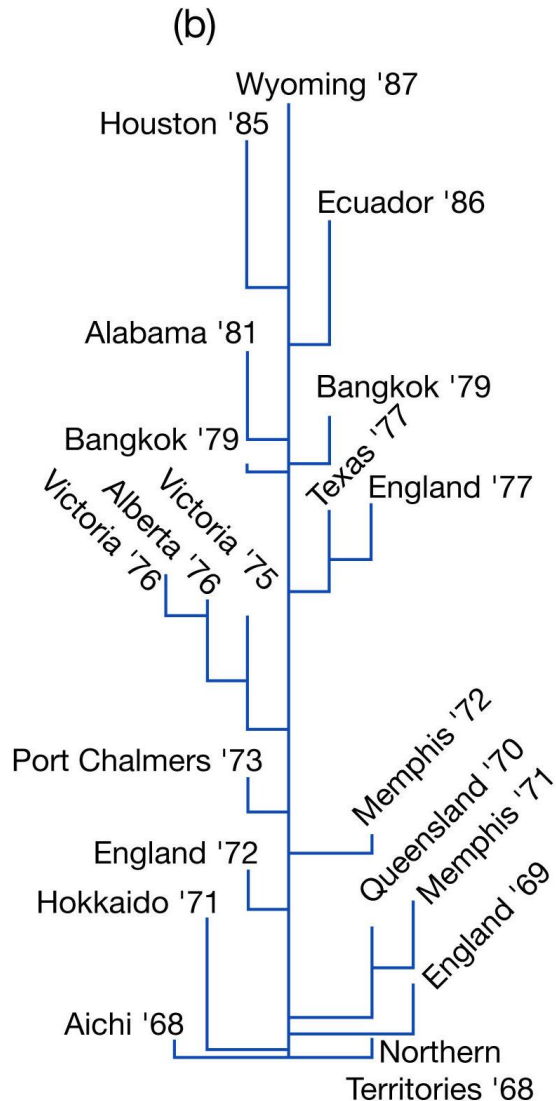 (b)
Wyoming '87
Houston '85
Ecuador '86
Alabama '81
Bangkok '79
Texas '77
Bangkok '79
England '77
Victoria '75
Alberta '76
Victoria '76
Memphis '72
Port Chalmers '73
Queensland '70
Memphis '71
England '72
England '69
Hokkaido '71
Aichi '68
Northern
Territories '68